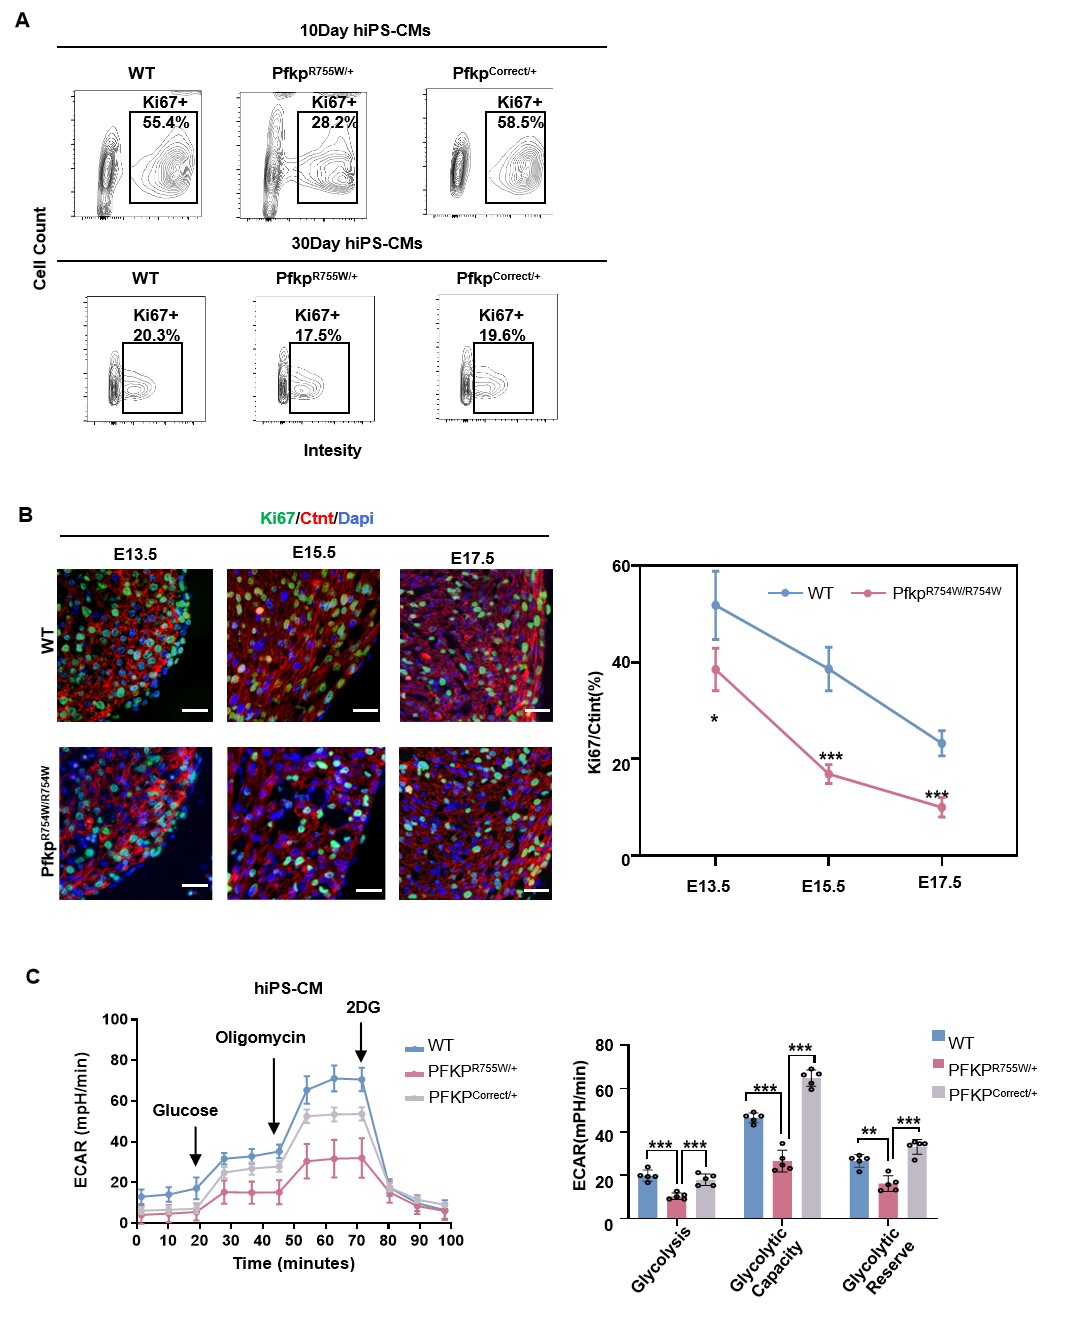 A
10Day hiPS-CMs
WT
PfkpR755W/+
PfkpCorrect/+
Ki67+
55.4%
Ki67+
28.2%
Ki67+
58.5%
30Day hiPS-CMs
WT
PfkpR755W/+
PfkpCorrect/+
Ki67+
20.3%
Ki67+
17.5%
Ki67+
19.6%
Cell Count
Intesity
B
Ki67/Ctnt/Dapi
E13.5
E15.5
E17.5
WT
PfkpR754W/R754W
60
40
20
0
Ki67/Ctint(%)
WT
PfkpR754W/R754W
*
***
***
E13.5
E15.5
E17.5
C
hiPS-CM
2DG
Oligomycin
Glucose
WT
PFKPR755W/+
PFKPCorrect/+
ECAR (mpH/min)
100
80
60
40
20
0
0 10 20 30 40 50 60 70 80 90 100
Time (minutes)
WT
PFKPR755W/+
PFKPCorrect/+
ECAR(mPH/min)
80
60
40
20
0
*** ***
*** ***
** ***
Glycolysis
Glycolytic
Capacity
Glycolytic
Reserve